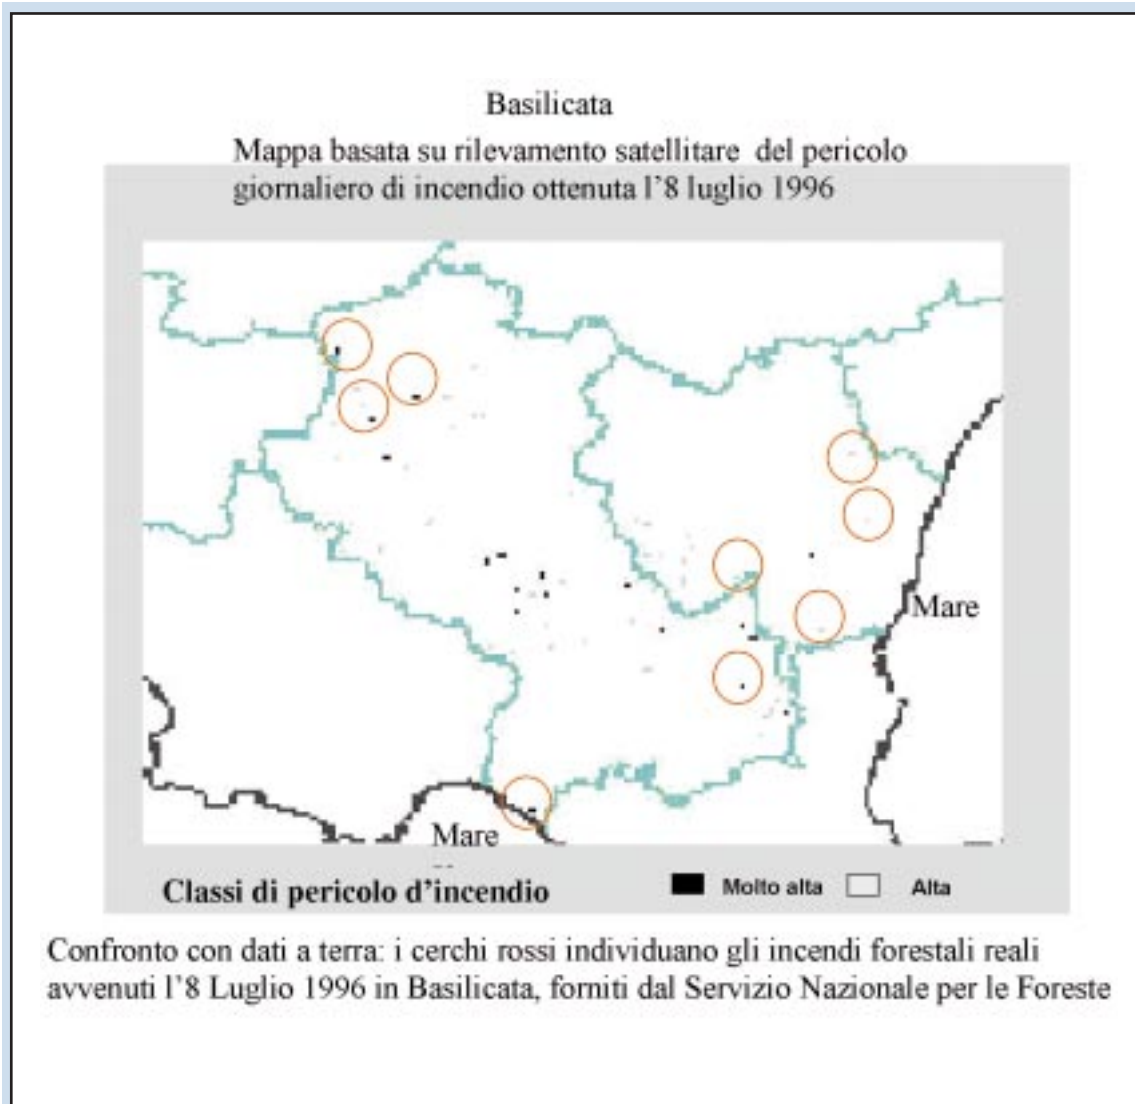 Basilicata
Mappa basata su rilevamento satellitare del pericolo
giornaliero di incendio ottenuta l'8 luglio 1996
Mare
Mare
Classi di pericolo d'incendio
Molto alta
Alta
Confronto con dati a terra: i cerchi rossi individuano gli incendi forestali reali
avvenuti l'8 Luglio 1996 in Basilicata, forniti dal Servizio Nazionale per le Foreste